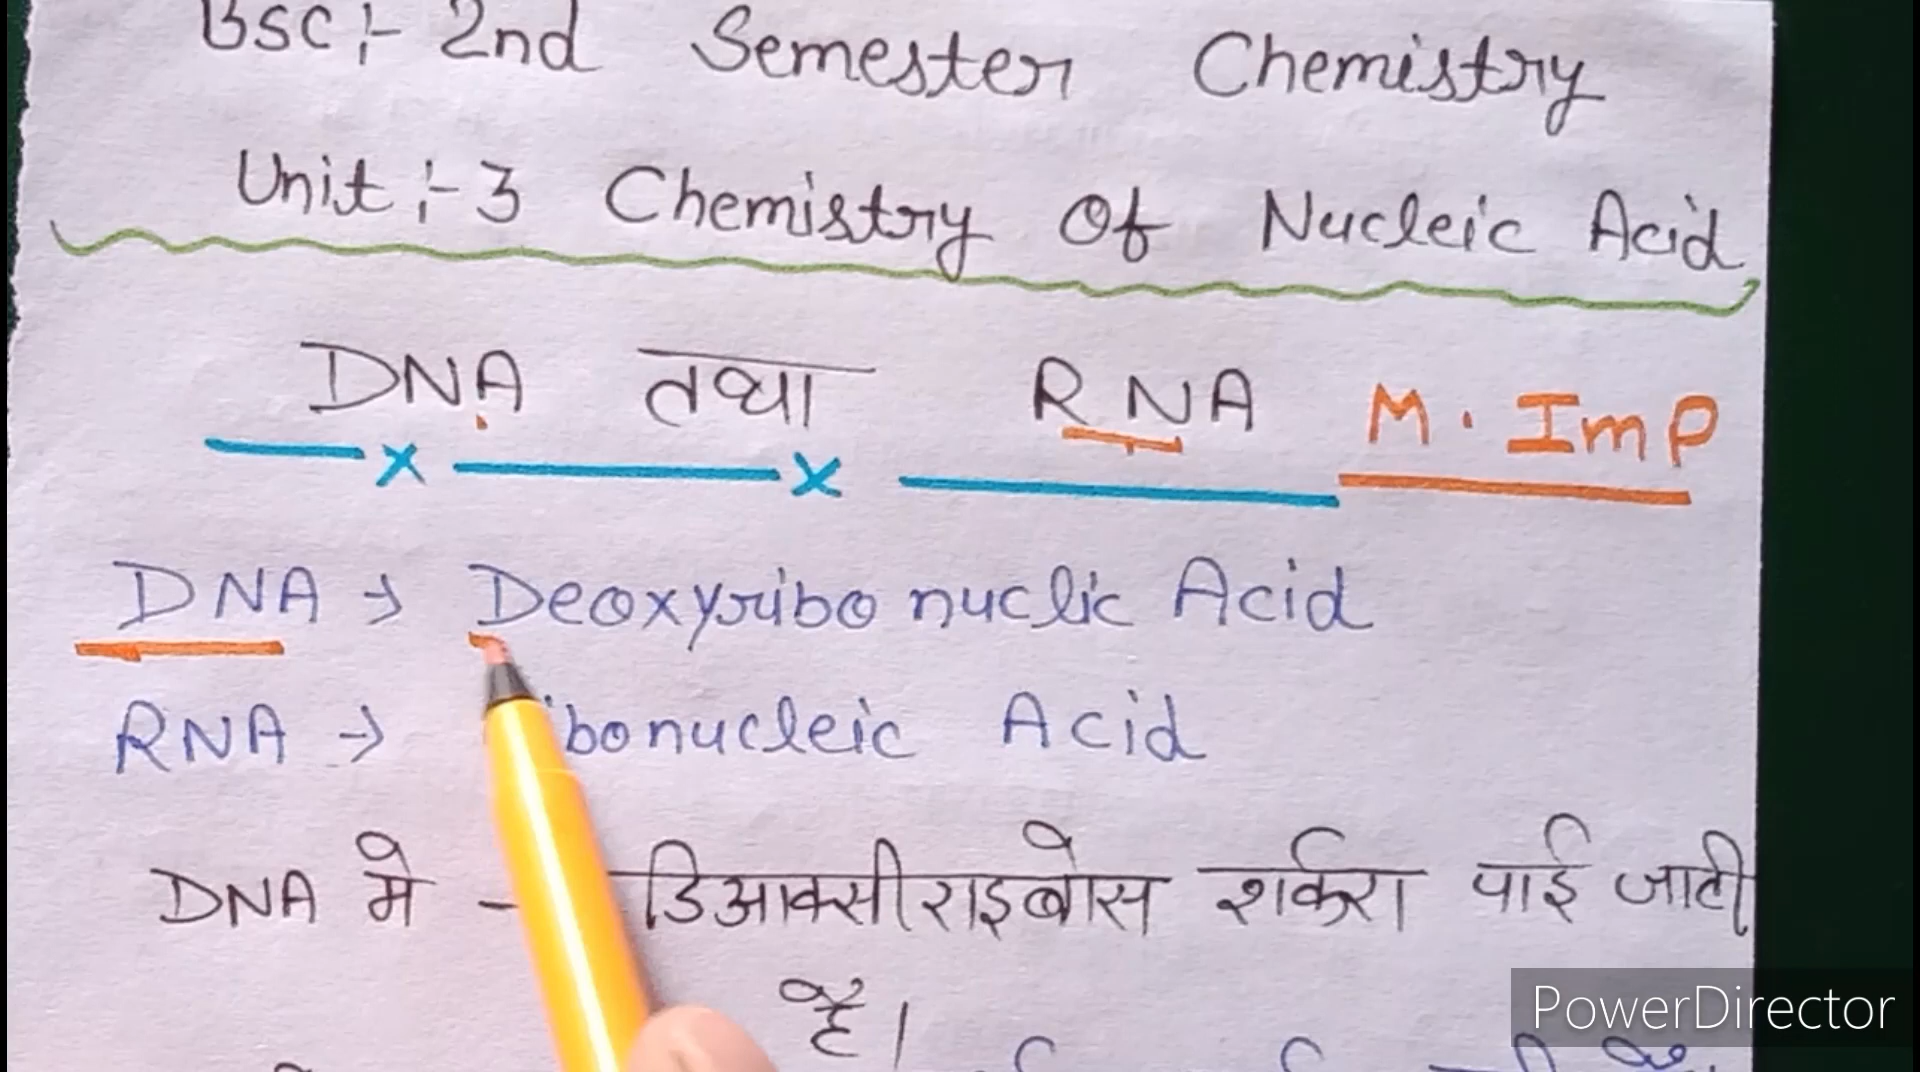 BSC :- 2nd Semester Chemistry
Unit :- 3 Chemistry Of Nucleic Acid
DNA तथा RNA M. Imp
DNA → Deoxyribo nuclic Acid
RNA → ibonucleic Acid
DNA मे - डिआक्सीराइबोस शर्करा पाई जाती
है।
PowerDirector